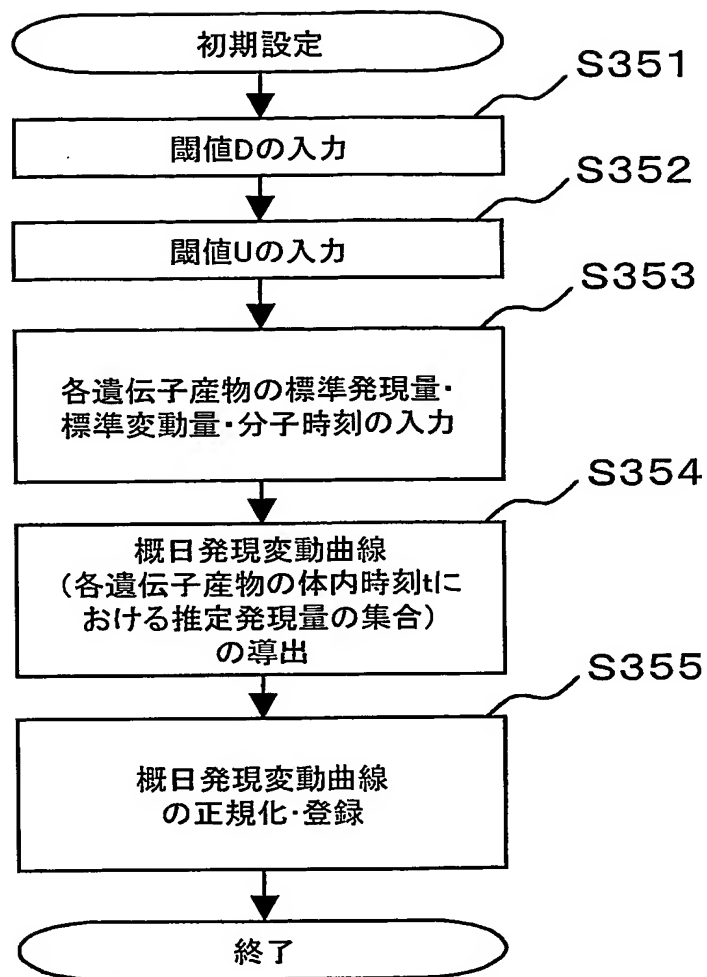 初期設定
S351
閾値Dの入力
S352
閾値Uの入力
S353
各遺伝子産物の標準発現量・
標準変動量・分子時刻の入力
S354
概日発現変動曲線
(各遺伝子産物の体内時刻tに
おける推定発現量の集合)
の導出
S355
概日発現変動曲線
の正規化・登録
終了